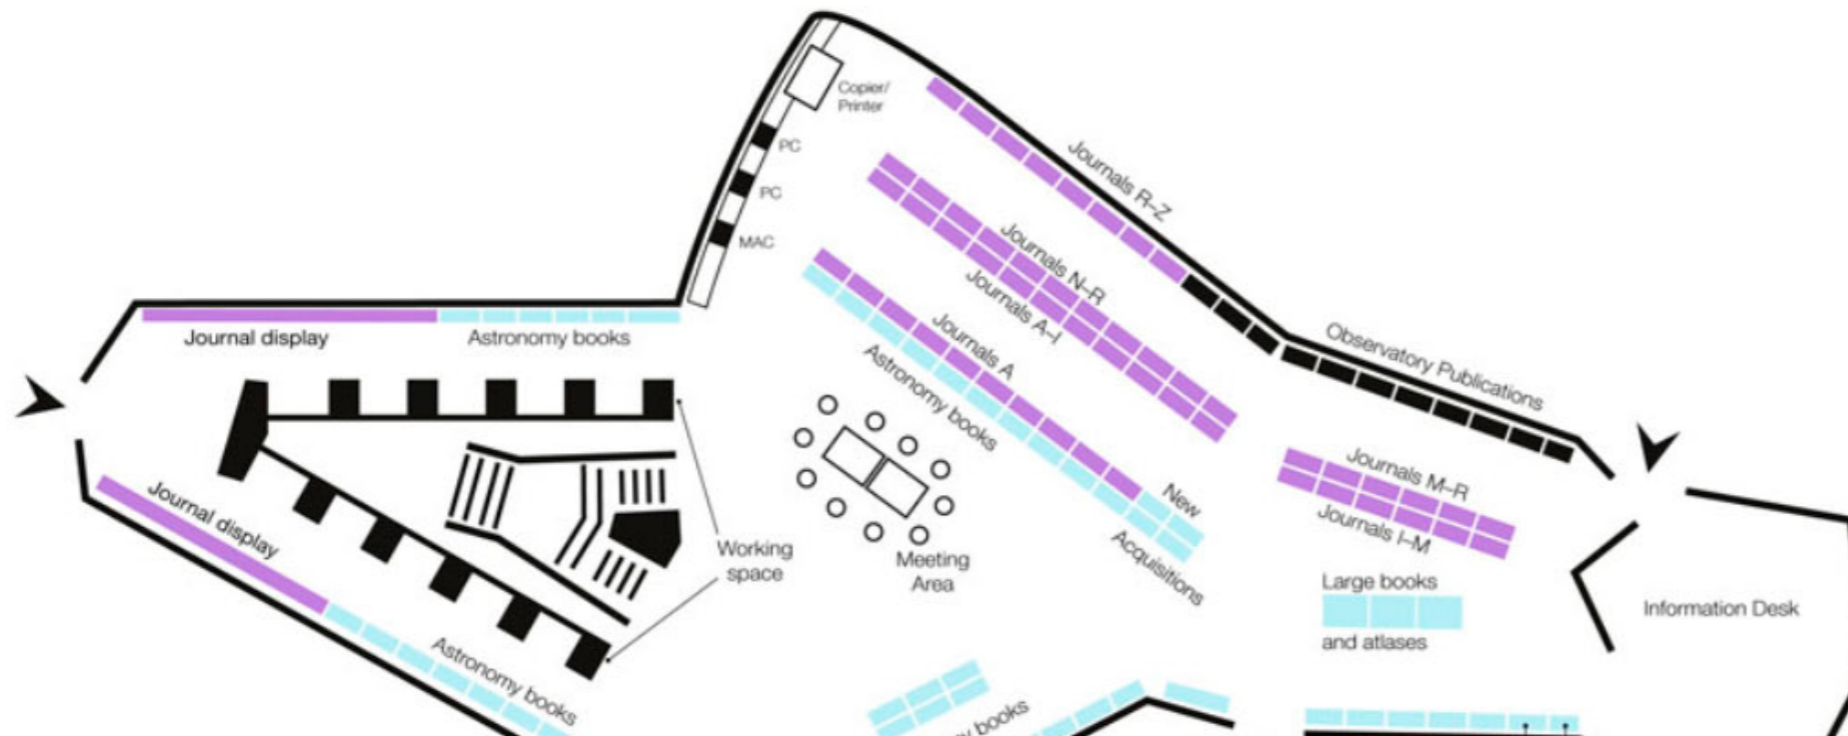 Copier/
Printer
PC
PC
MAC
Journals R–Z
Journals N–R
Journals A–I
Journals A
Astronomy books
Observatory Publications
Journal display
Astronomy books
Journal display
Astronomy books
Working
space
Meeting
Area
New
Acquisitions
Journals M–R
Journals I–M
Large books
and atlases
Information Desk
books